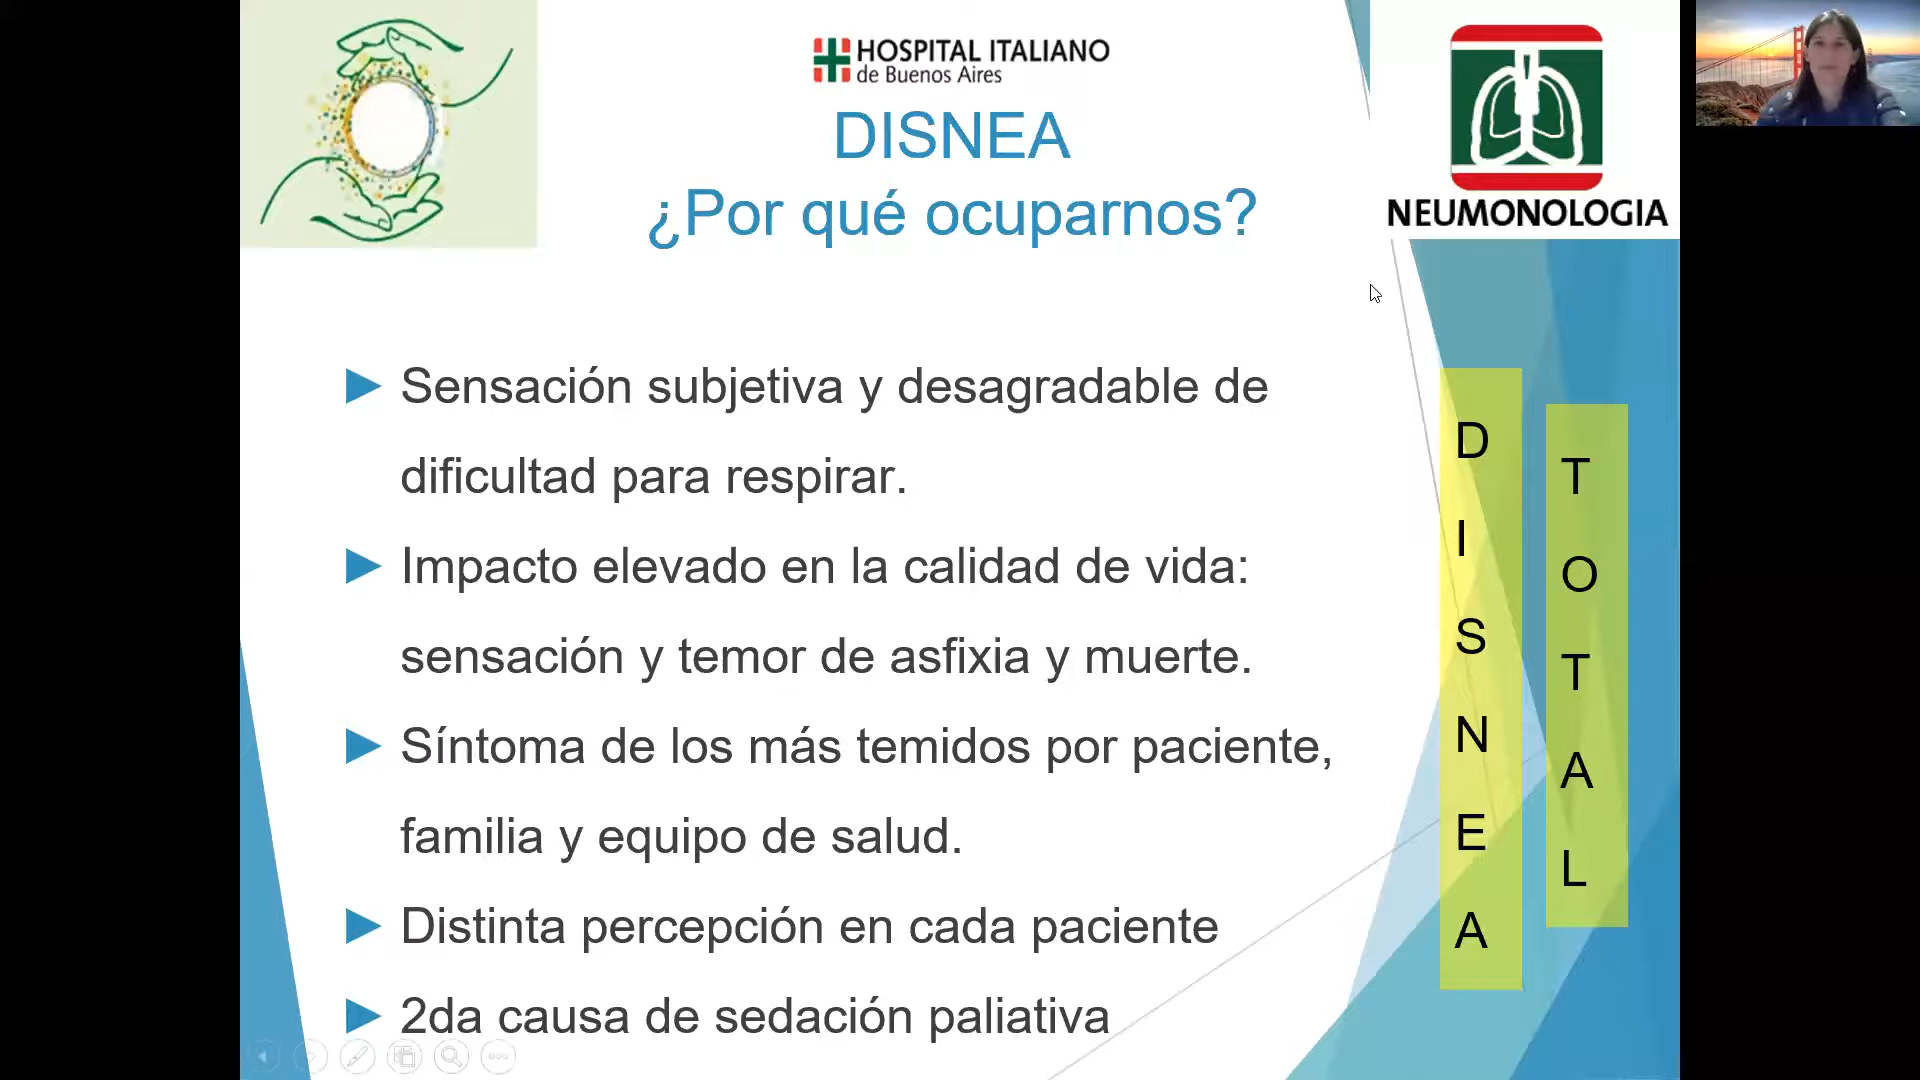 HOSPITAL ITALIANO
de Buenos Aires
DISNEA
¿Por qué ocuparnos?
NEUMONOLOGIA
Sensación subjetiva y desagradable de
dificultad para respirar.
Impacto elevado en la calidad de vida:
sensación y temor de asfixia y muerte.
Síntoma de los más temidos por paciente,
familia y equipo de salud.
Distinta percepción en cada paciente
2da causa de sedación paliativa
DISNEA
TOTAL